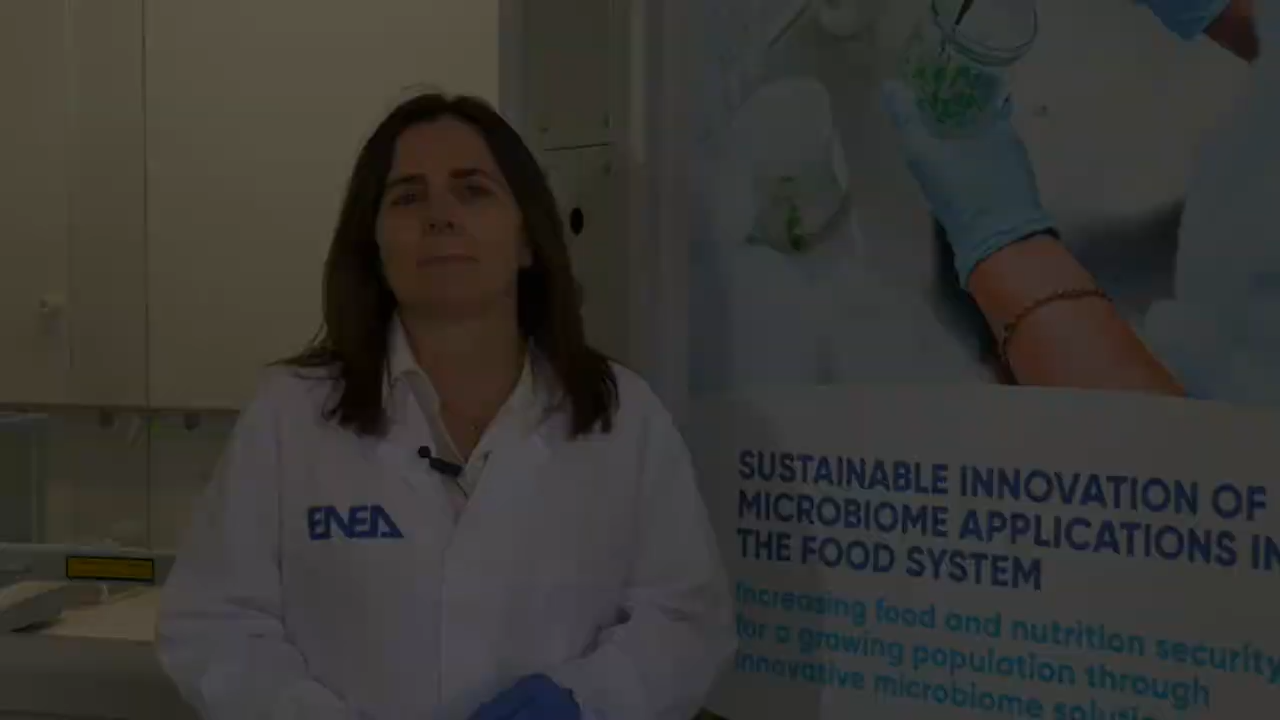 ENEA
SUSTAINABLE INNOVATION OF
MICROBIOME APPLICATIONS IN
THE FOOD SYSTEM
Increasing food and nutrition security
for a growing population through
innovative microbiome